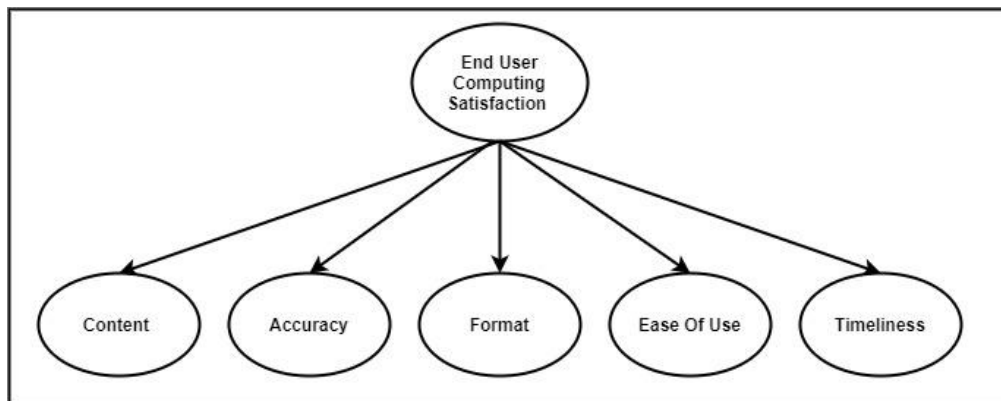 End User
Computing
Satisfaction
Content
Accuracy
Format
Ease Of Use
Timeliness